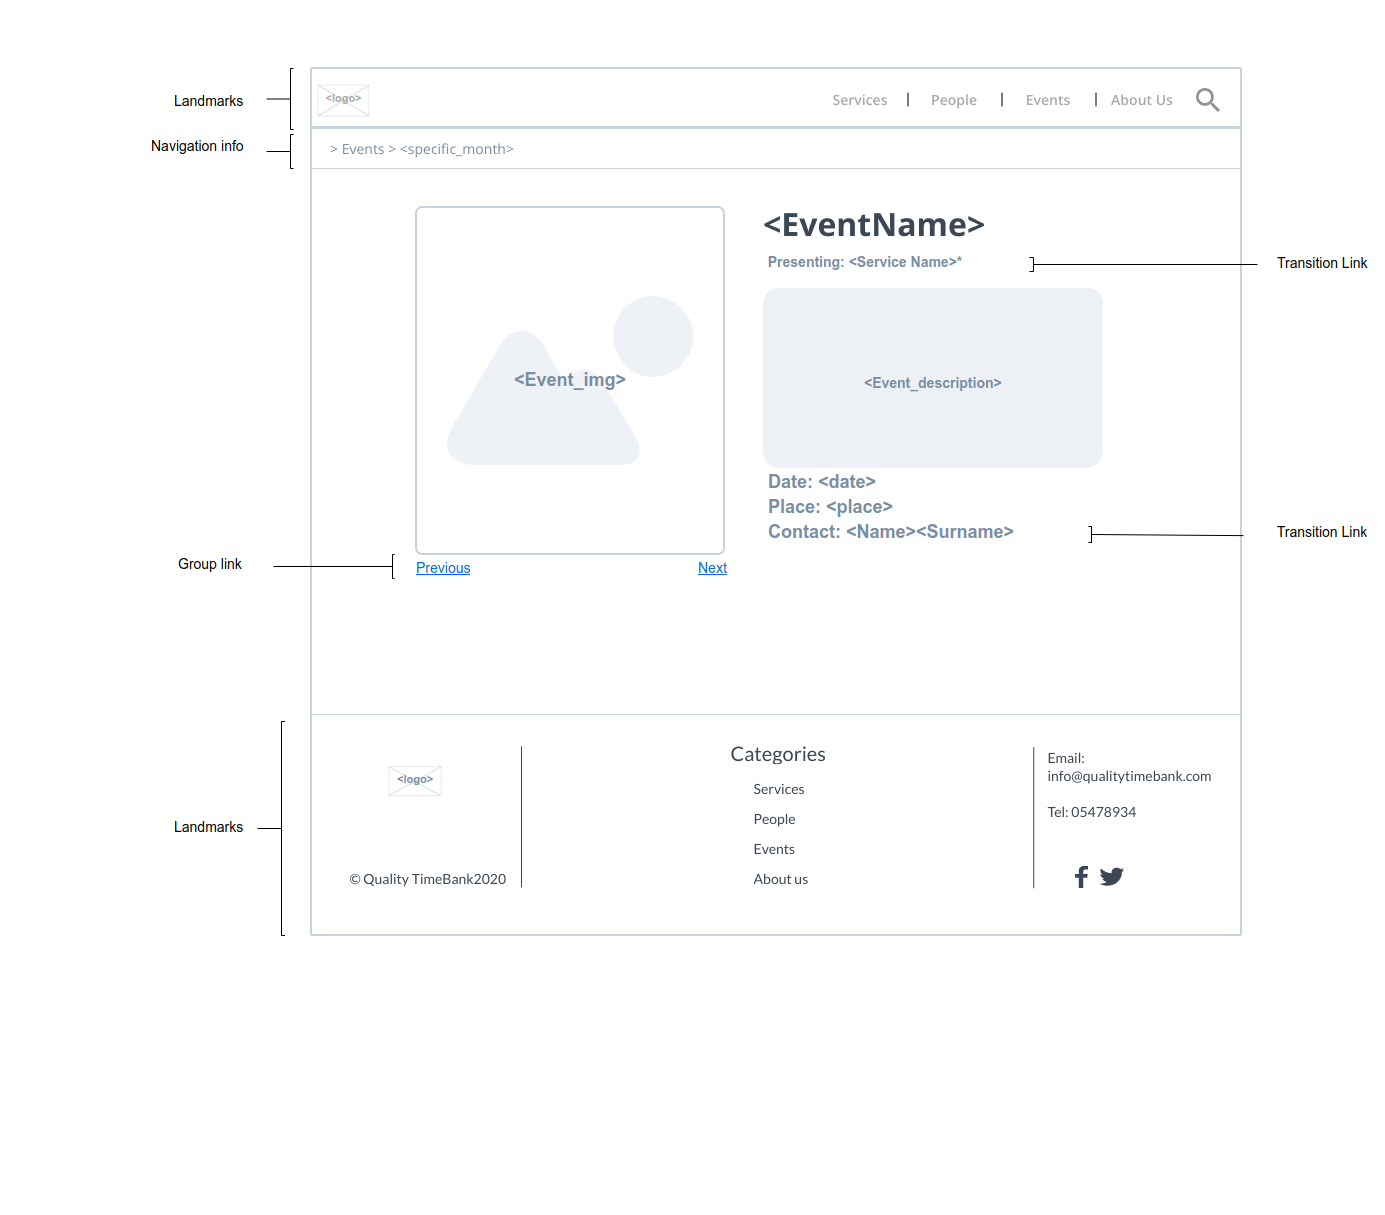 Landmarks
<logo>
Services | People | Events | About Us
Navigation info
> Events > <specific_month>
<EventName>
Presenting: <Service Name>*
Transition Link
<Event_img>
<Event_description>
Date: <date>
Place: <place>
Contact: <Name><Surname>
Transition Link
Group link
Previous
Next
Landmarks
<logo>
© Quality TimeBank2020
Categories
Services
People
Events
About us
Email:
info@qualitytimebank.com
Tel: 05478934